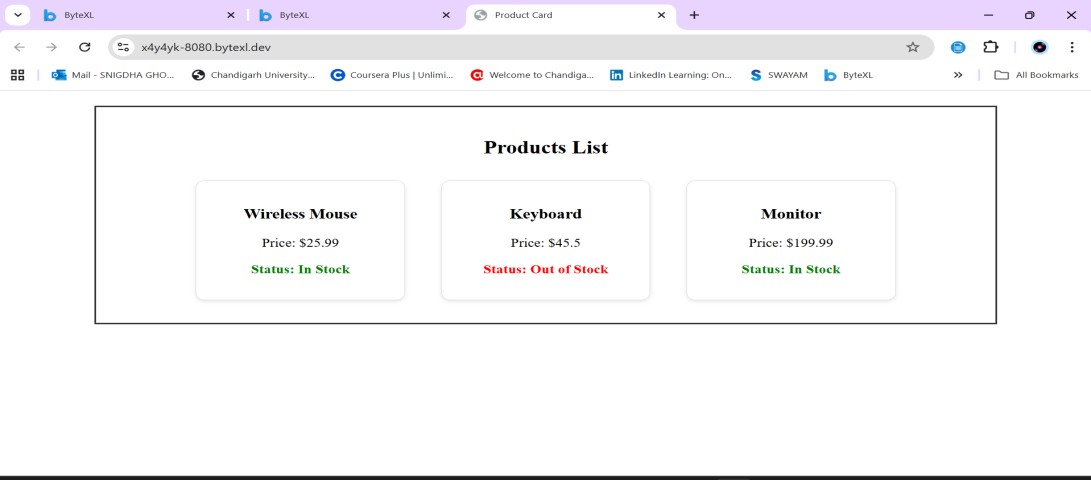 ByteXL
ByteXL
Product Card
x4y4yk-8080.bytexl.dev
Mail - SNIGDHA GHO...
Chandigarh University...
Coursera Plus | Unlimi...
Welcome to Chandiga...
LinkedIn Learning: On...
SWAYAM
ByteXL
All Bookmarks
Products List
Wireless Mouse
Price: $25.99
Status: In Stock
Keyboard
Price: $45.5
Status: Out of Stock
Monitor
Price: $199.99
Status: In Stock